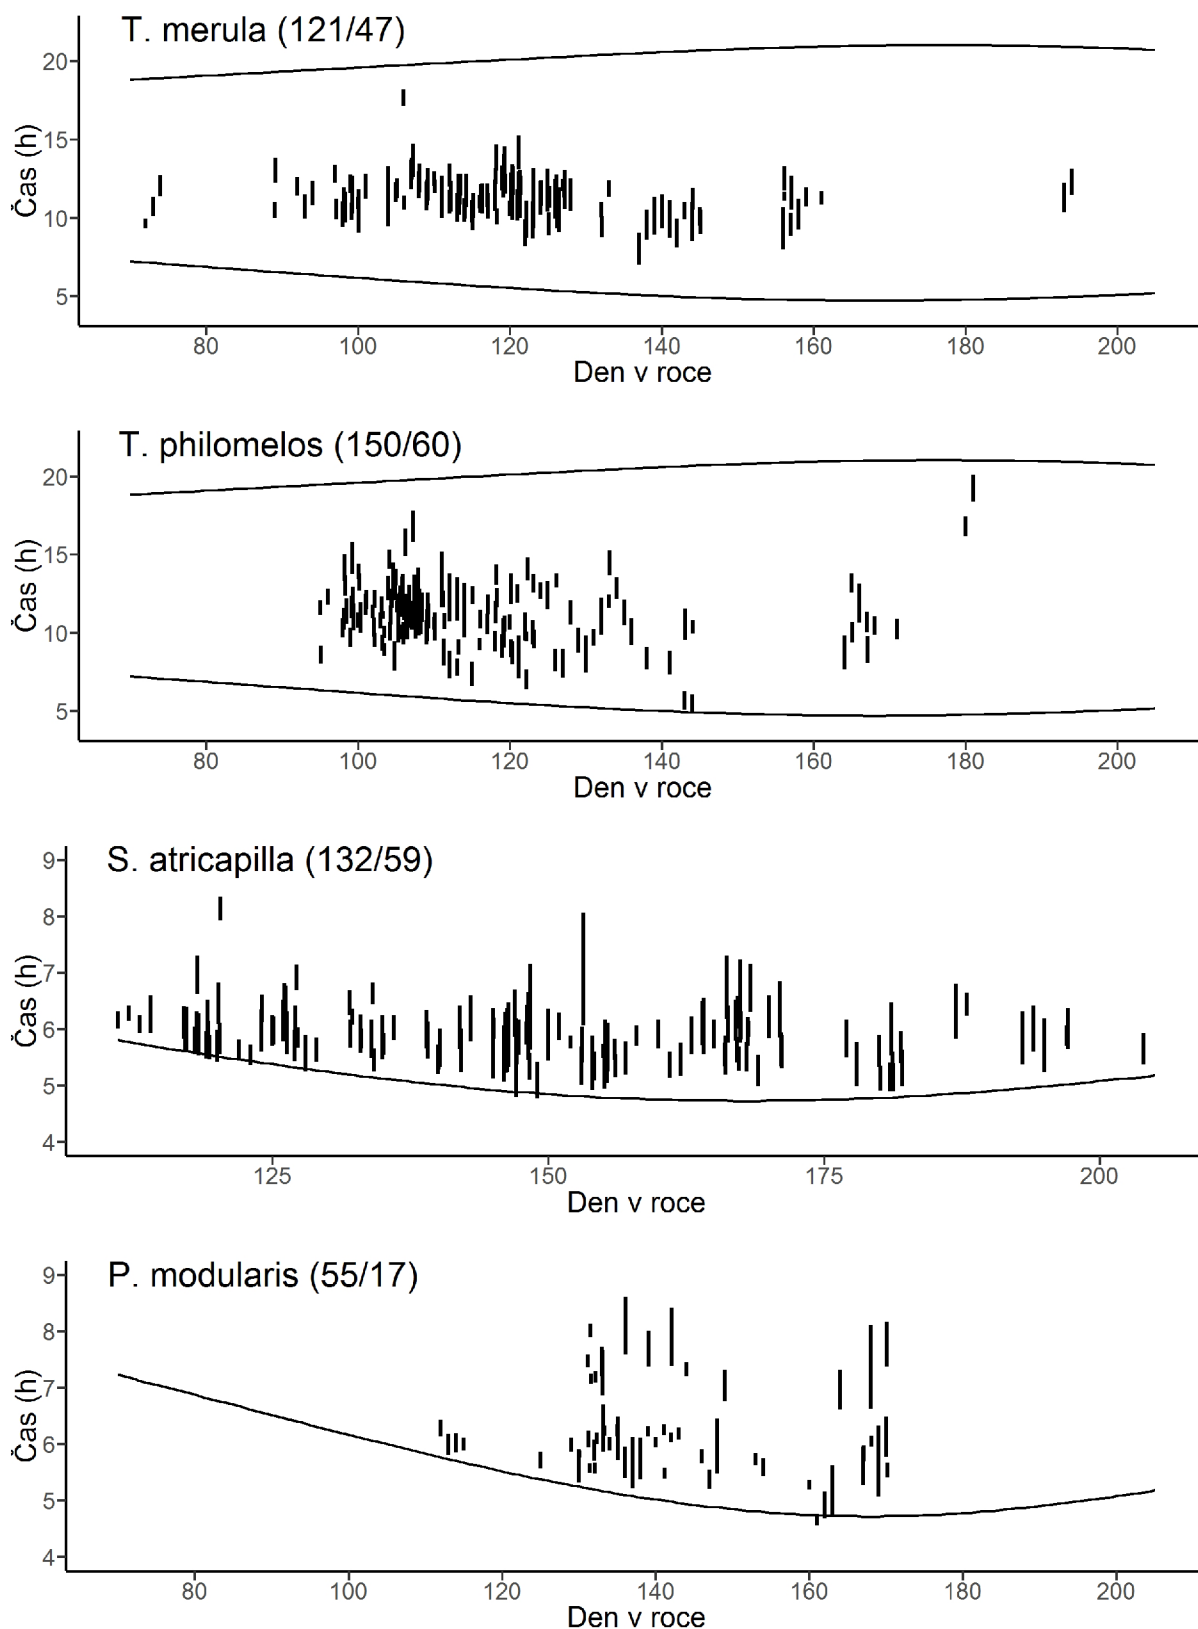 T. merula (121/47)
20
15
10
5
Čas (h)
80 100 120 140 160 180 200
Den v roce
T. philomelos (150/60)
20
15
10
5
Čas (h)
80 100 120 140 160 180 200
Den v roce
S. atricapilla (132/59)
9
8
7
6
5
4
Čas (h)
125 150 175 200
Den v roce
P. modularis (55/17)
9
8
7
6
5
4
Čas (h)
80 100 120 140 160 180 200
Den v roce